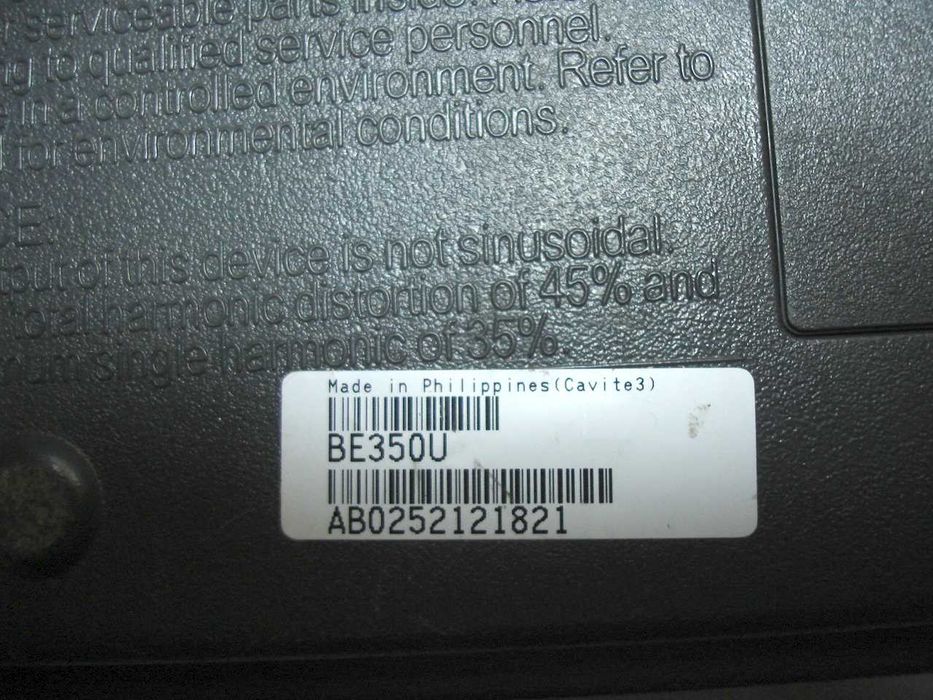 serviceable parts inside.
to qualified service personnel.
in a controlled environment. Refer to
for environmental conditions.
of this device is not sinusoidal.
total harmonic distortion of 45% and
single harmonic of 35%.
Made in Philippines(Cavite3)
BE350U
AB0252121821